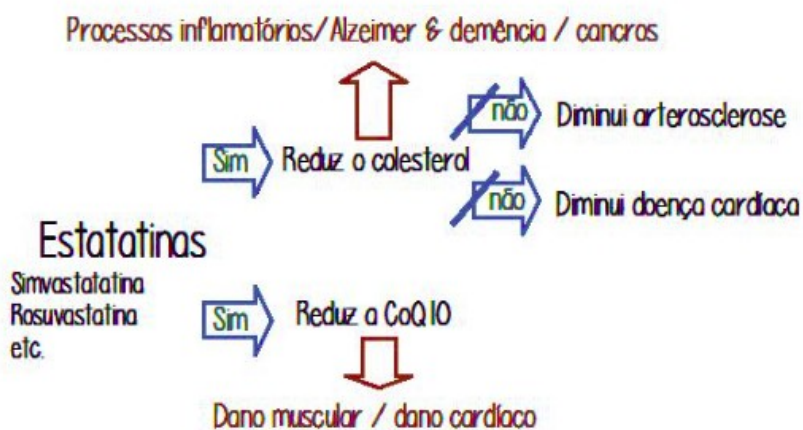 Processos inflamatórios/Alzeimer & demência / cancros
não
Diminui arterosclerose
Sim
Reduz o colesterol
não
Diminui doença cardíaca
Estatatinas
Simvastatatina
Rosuvastatina
etc.
Sim
Reduz a CoQ10
Dano muscular / dano cardíaco